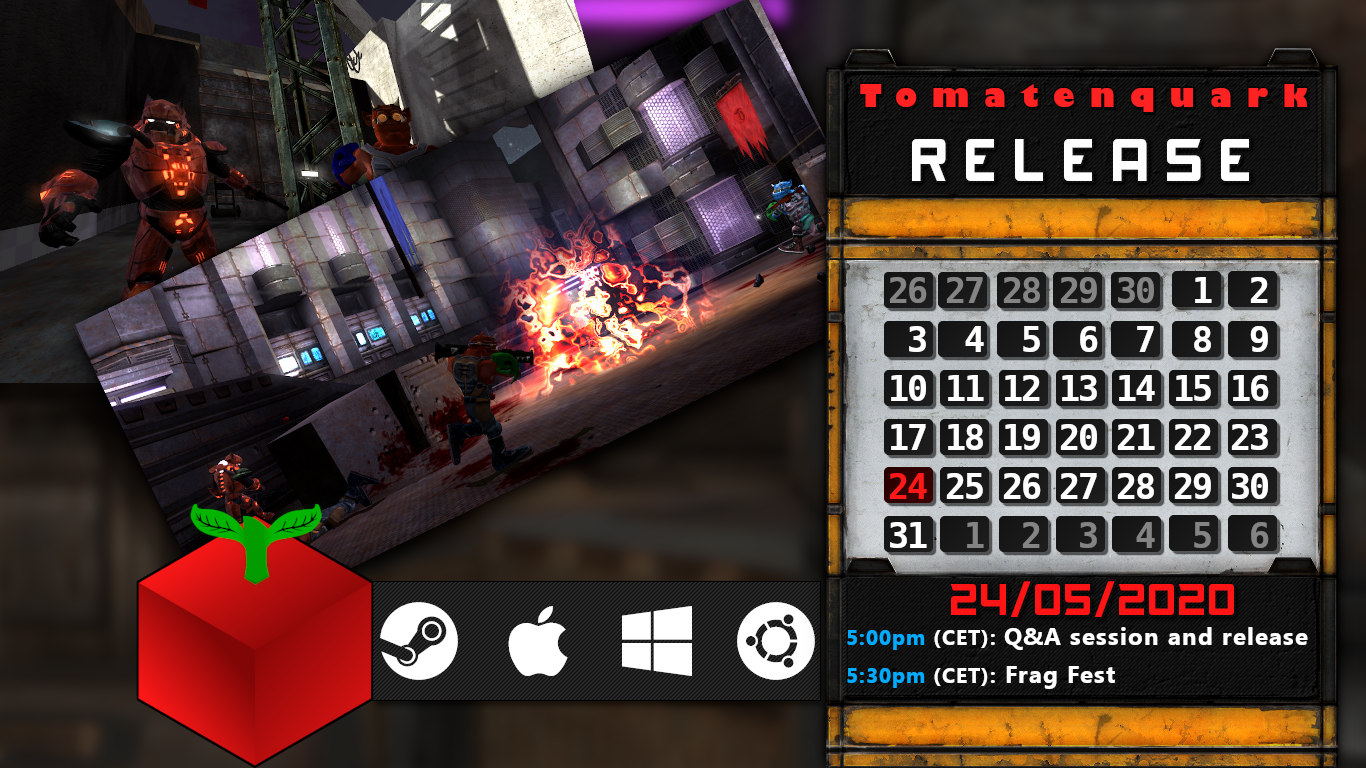 Tomatenquark
RELEASE
26 27 28 29 30 1 2
3 4 5 6 7 8 9
10 11 12 13 14 15 16
17 18 19 20 21 22 23
24 25 26 27 28 29 30
31 1 2 3 4 5 6
24/05/2020
5:00pm (CET): Q&A session and release
5:30pm (CET): Frag Fest